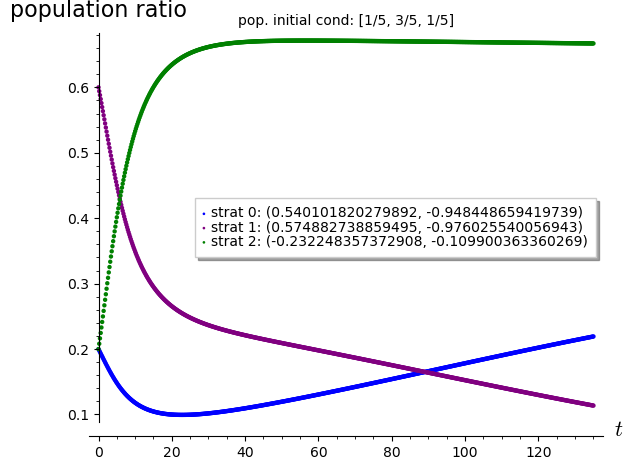 population ratio
pop. initial cond: [1/5, 3/5, 1/5]
0.6
0.5
strat 0: (0.540101820279892, -0.948448659419739)
strat 1: (0.574882738859495, -0.976025540056943)
strat 2: (-0.232248357372908, -0.109900363360269)
0.4
0.3
0.2
0.1
t
0 20 40 60 80 100 120